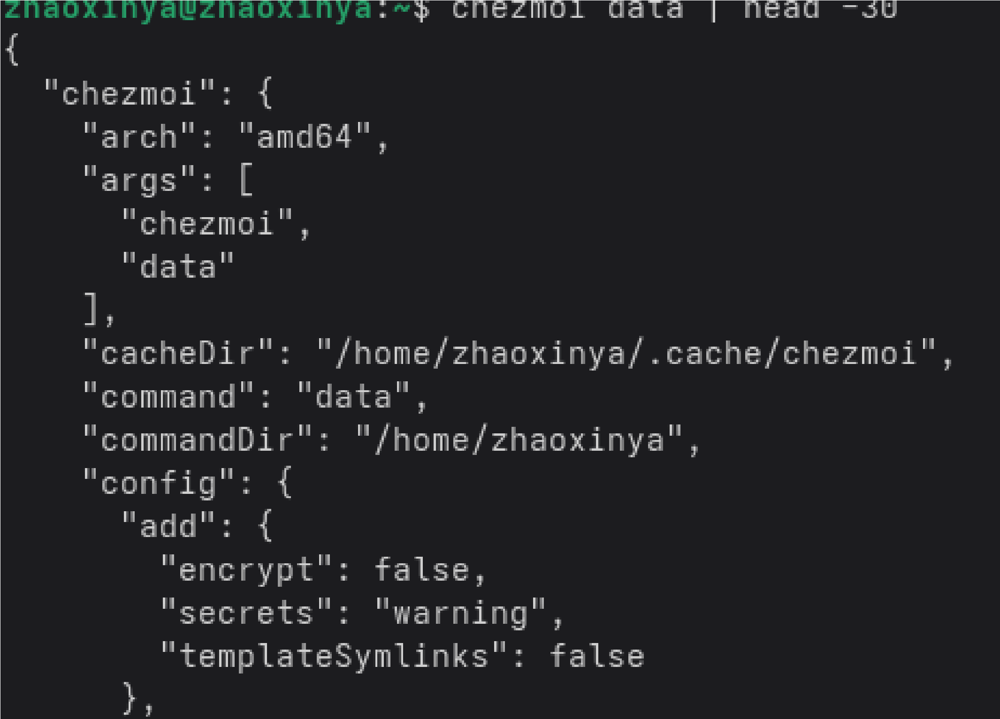 zhaoxinya@zhaoxinya:~$ chezmoi data | head -30
{
  "chezmoi": {
    "arch": "amd64",
    "args": [
      "chezmoi",
      "data"
    ],
    "cacheDir": "/home/zhaoxinya/.cache/chezmoi",
    "command": "data",
    "commandDir": "/home/zhaoxinya",
    "config": {
      "add": {
        "encrypt": false,
        "secrets": "warning",
        "templateSymlinks": false
      },